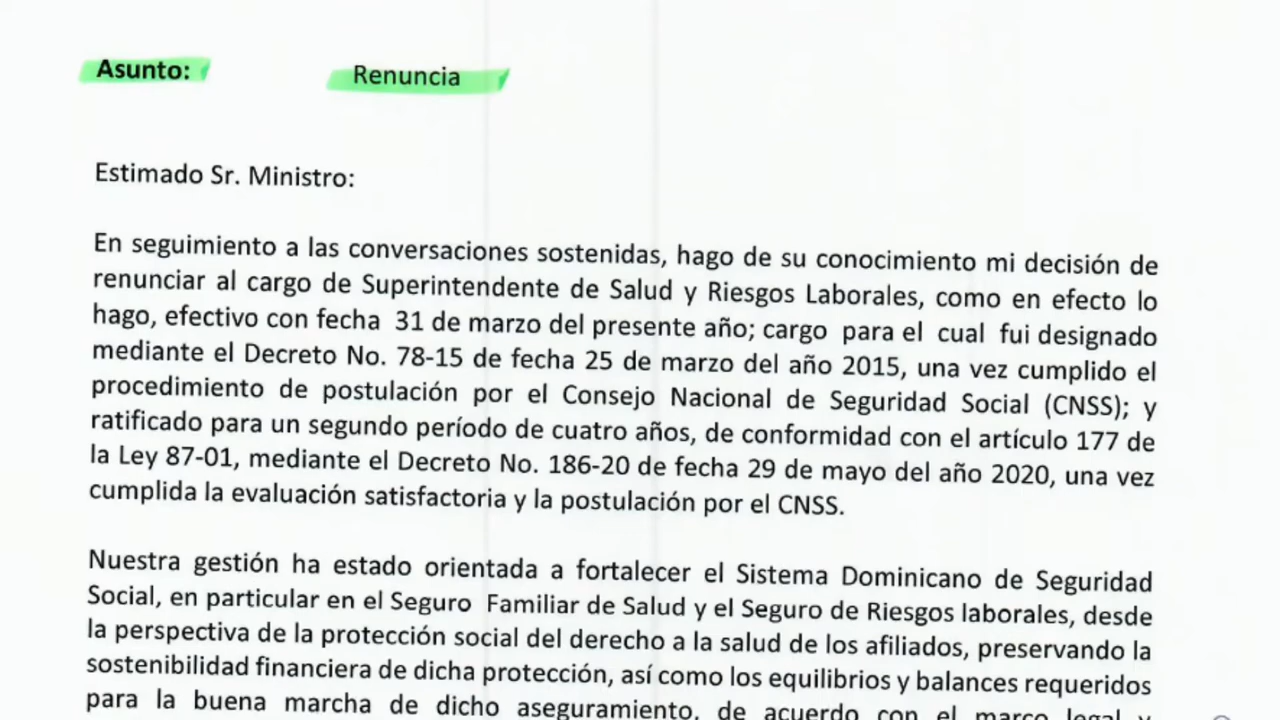 Asunto: Renuncia
Estimado Sr. Ministro:
En seguimiento a las conversaciones sostenidas, hago de su conocimiento mi decisión de
renunciar al cargo de Superintendente de Salud y Riesgos Laborales, como en efecto lo
hago, efectivo con fecha 31 de marzo del presente año; cargo para el cual fui designado
mediante el Decreto No. 78-15 de fecha 25 de marzo del año 2015, una vez cumplido el
procedimiento de postulación por el Consejo Nacional de Seguridad Social (CNSS); y
ratificado para un segundo período de cuatro años, de conformidad con el artículo 177 de
la Ley 87-01, mediante el Decreto No. 186-20 de fecha 29 de mayo del año 2020, una vez
cumplida la evaluación satisfactoria y la postulación por el CNSS.
Nuestra gestión ha estado orientada a fortalecer el Sistema Dominicano de Seguridad
Social, en particular en el Seguro Familiar de Salud y el Seguro de Riesgos laborales, desde
la perspectiva de la protección social del derecho a la salud de los afiliados, preservando la
sostenibilidad financiera de dicha protección, así como los equilibrios y balances requeridos
para la buena marcha de dicho aseguramiento, de acuerdo con el marco legal y